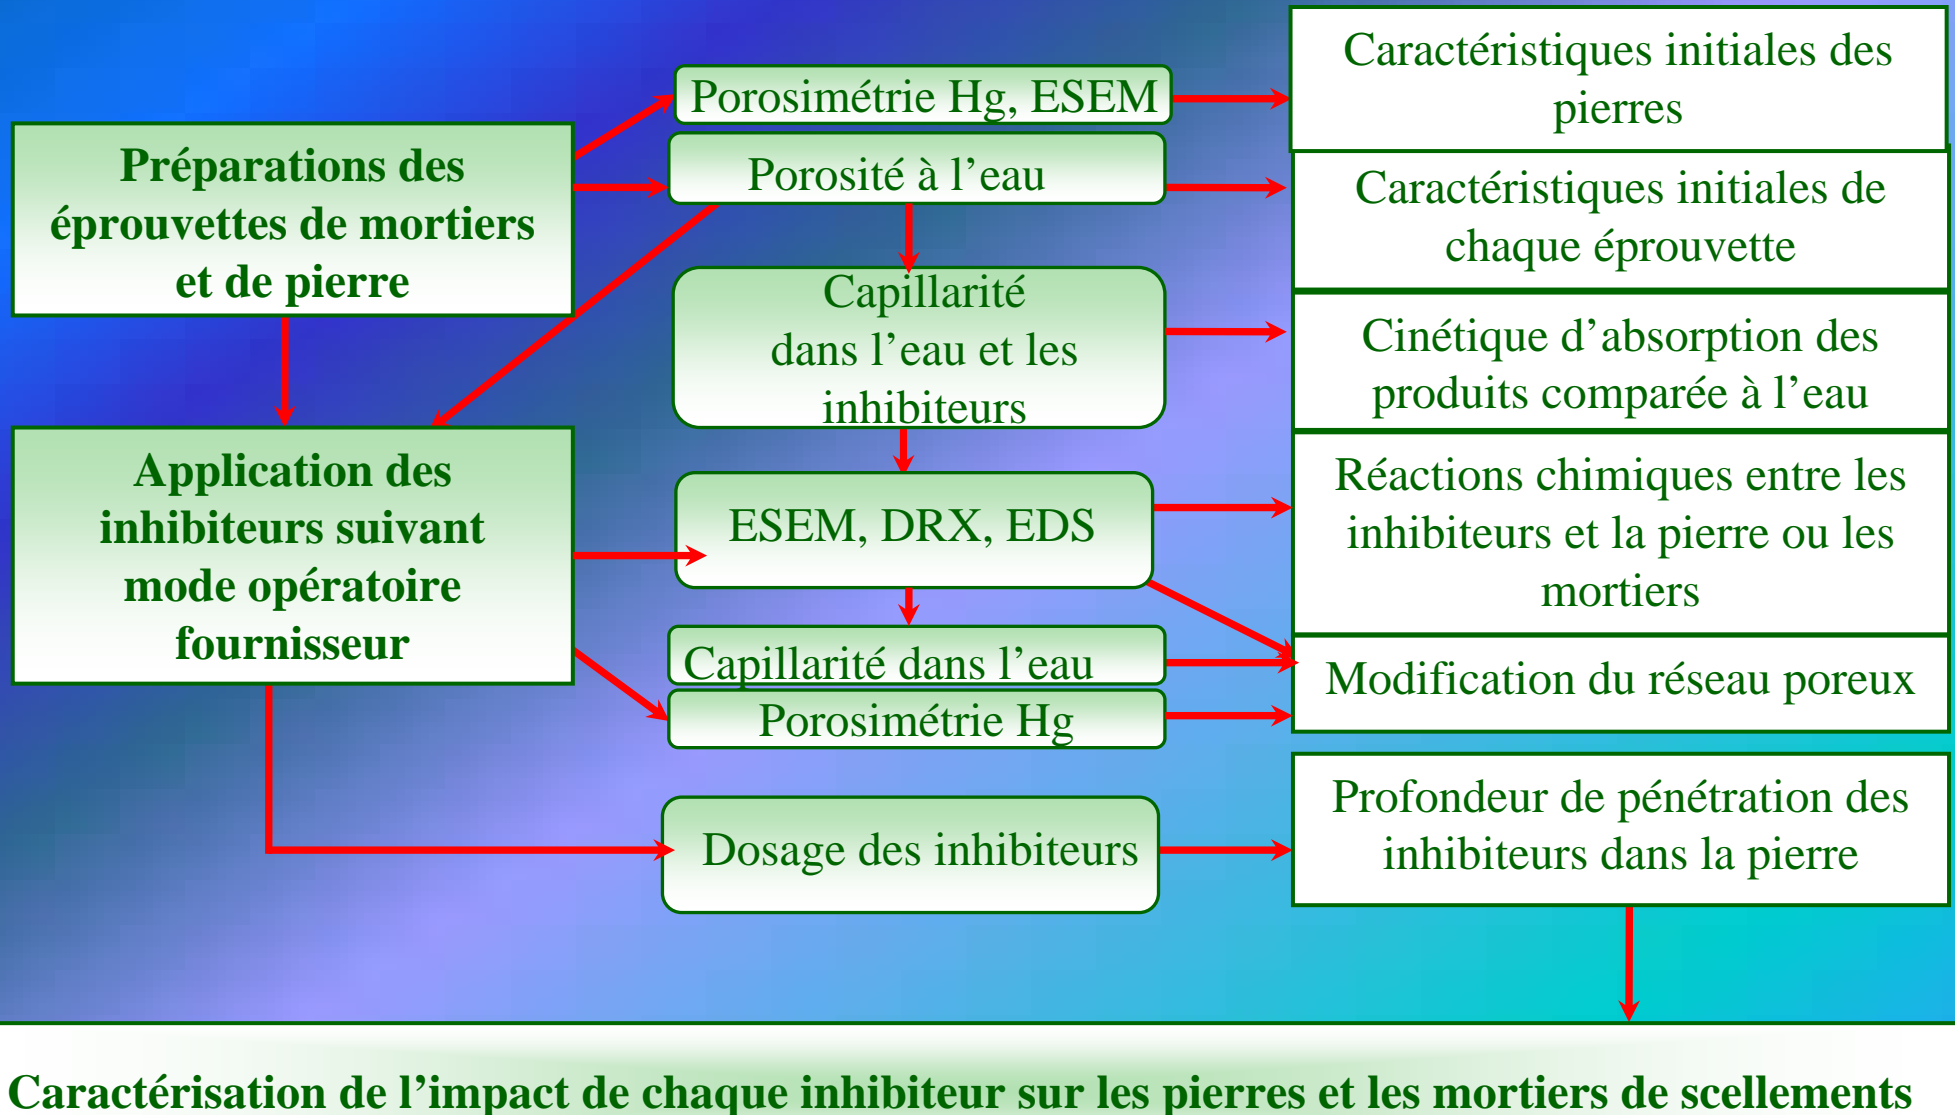 Préparations des
éprouvettes de mortiers
et de pierre
Application des
inhibiteurs suivant
mode opératoire
fournisseur
Porosimétrie Hg, ESEM
Porosité à l’eau
Capillarité
dans l’eau et les
inhibiteurs
ESEM, DRX, EDS
Capillarité dans l’eau
Porosimétrie Hg
Dosage des inhibiteurs
Caractéristiques initiales des
pierres
Caractéristiques initiales de
chaque éprouvette
Cinétique d’absorption des
produits comparée à l’eau
Réactions chimiques entre les
inhibiteurs et la pierre ou les
mortiers
Modification du réseau poreux
Profondeur de pénétration des
inhibiteurs dans la pierre
Caractérisation de l’impact de chaque inhibiteur sur les pierres et les mortiers de scellements